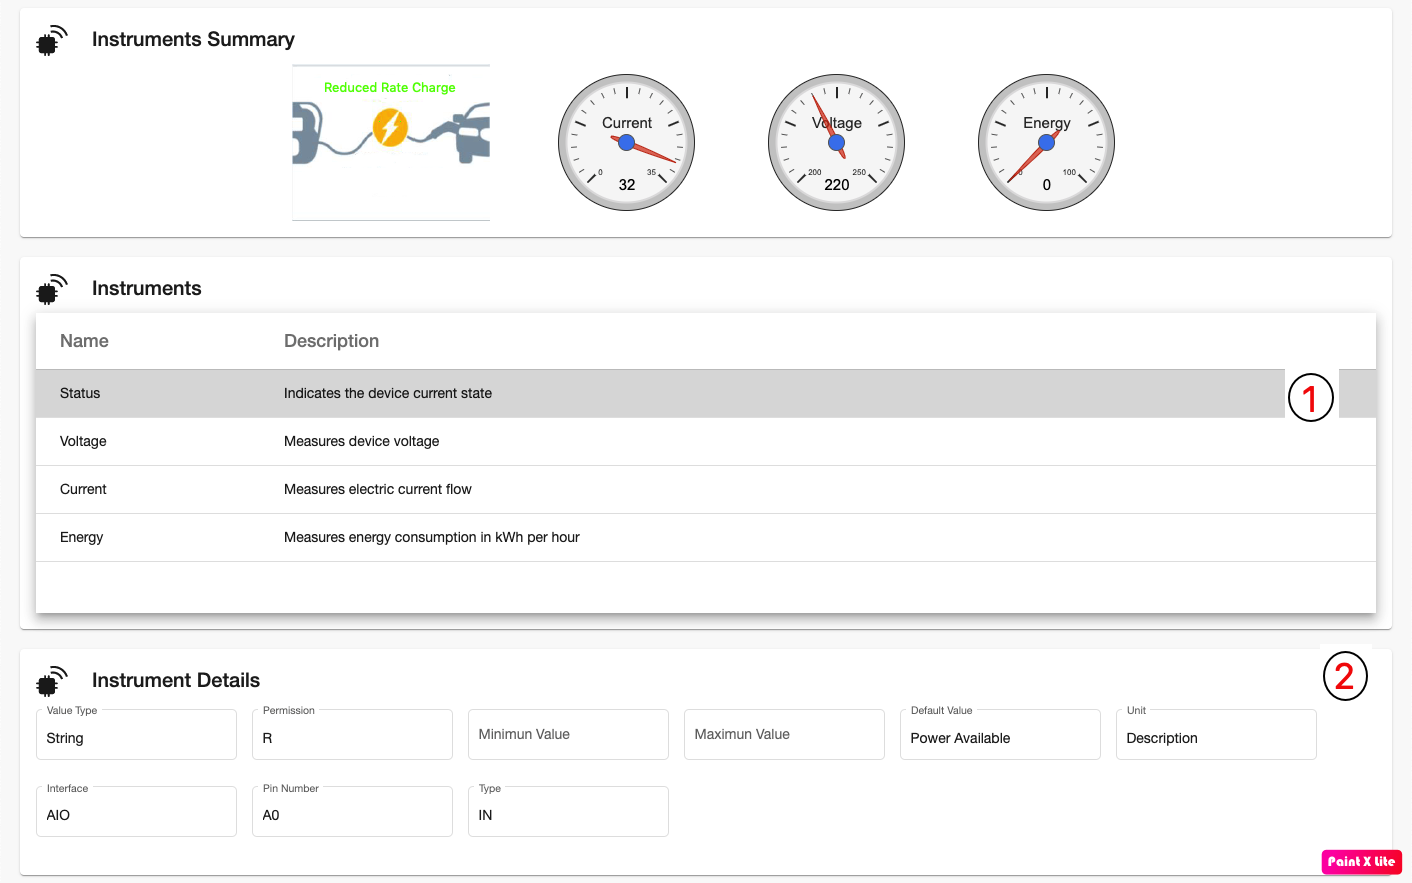 Instruments Summary
Reduced Rate Charge
Current
0 35
32
Voltage
200 250
220
Energy
0 100
0
Instruments
Name Description
Status Indicates the device current state
1
Voltage Measures device voltage
Current Measures electric current flow
Energy Measures energy consumption in kWh per hour
Instrument Details
2
Value Type
String
Permission
R
Minimun Value
Maximun Value
Default Value
Power Available
Unit
Description
Interface
AIO
Pin Number
A0
Type
IN
Paint X Lite